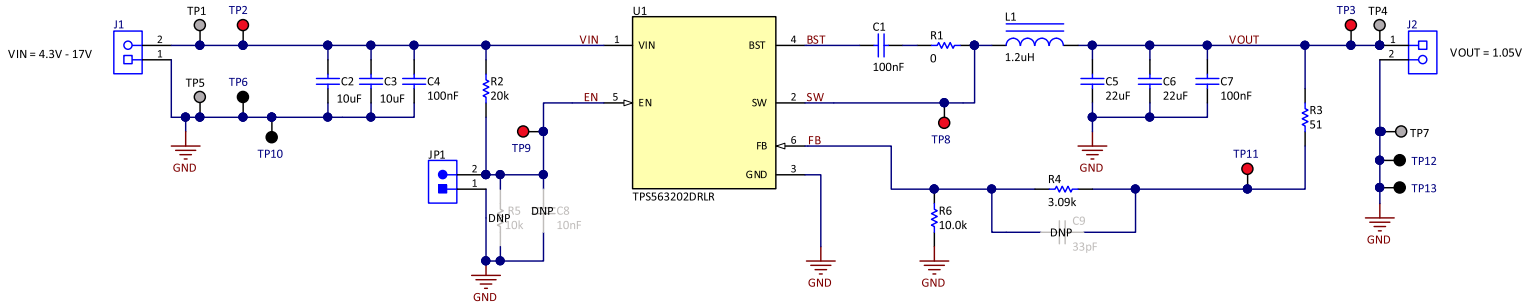 VIN = 4.3V - 17V
J1
2
1
TP1
TP2
TP5
TP6
TP10
GND
C2
10uF
C3
10uF
C4
100nF
R2
20k
VIN
EN
TP9
JP1
2
1
DNP
R5
10k
DNP
C8
10nF
GND
U1
1
VIN
5
EN
BST
4
SW
2
FB
6
GND
3
TPS563202DRLR
BST
SW
FB
GND
C1
100nF
R1
0
L1
1.2uH
TP8
C5
22uF
C6
22uF
C7
100nF
GND
VOUT
R3
51
TP11
R4
3.09k
R6
10.0k
GND
C9
DNP
33pF
TP3
TP4
J2
1
2
VOUT = 1.05V
TP7
TP12
TP13
GND